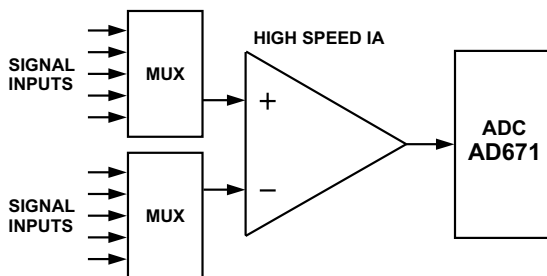 HIGH SPEED IA
SIGNAL
INPUTS
MUX
+
ADC
AD671
SIGNAL
INPUTS
MUX
−